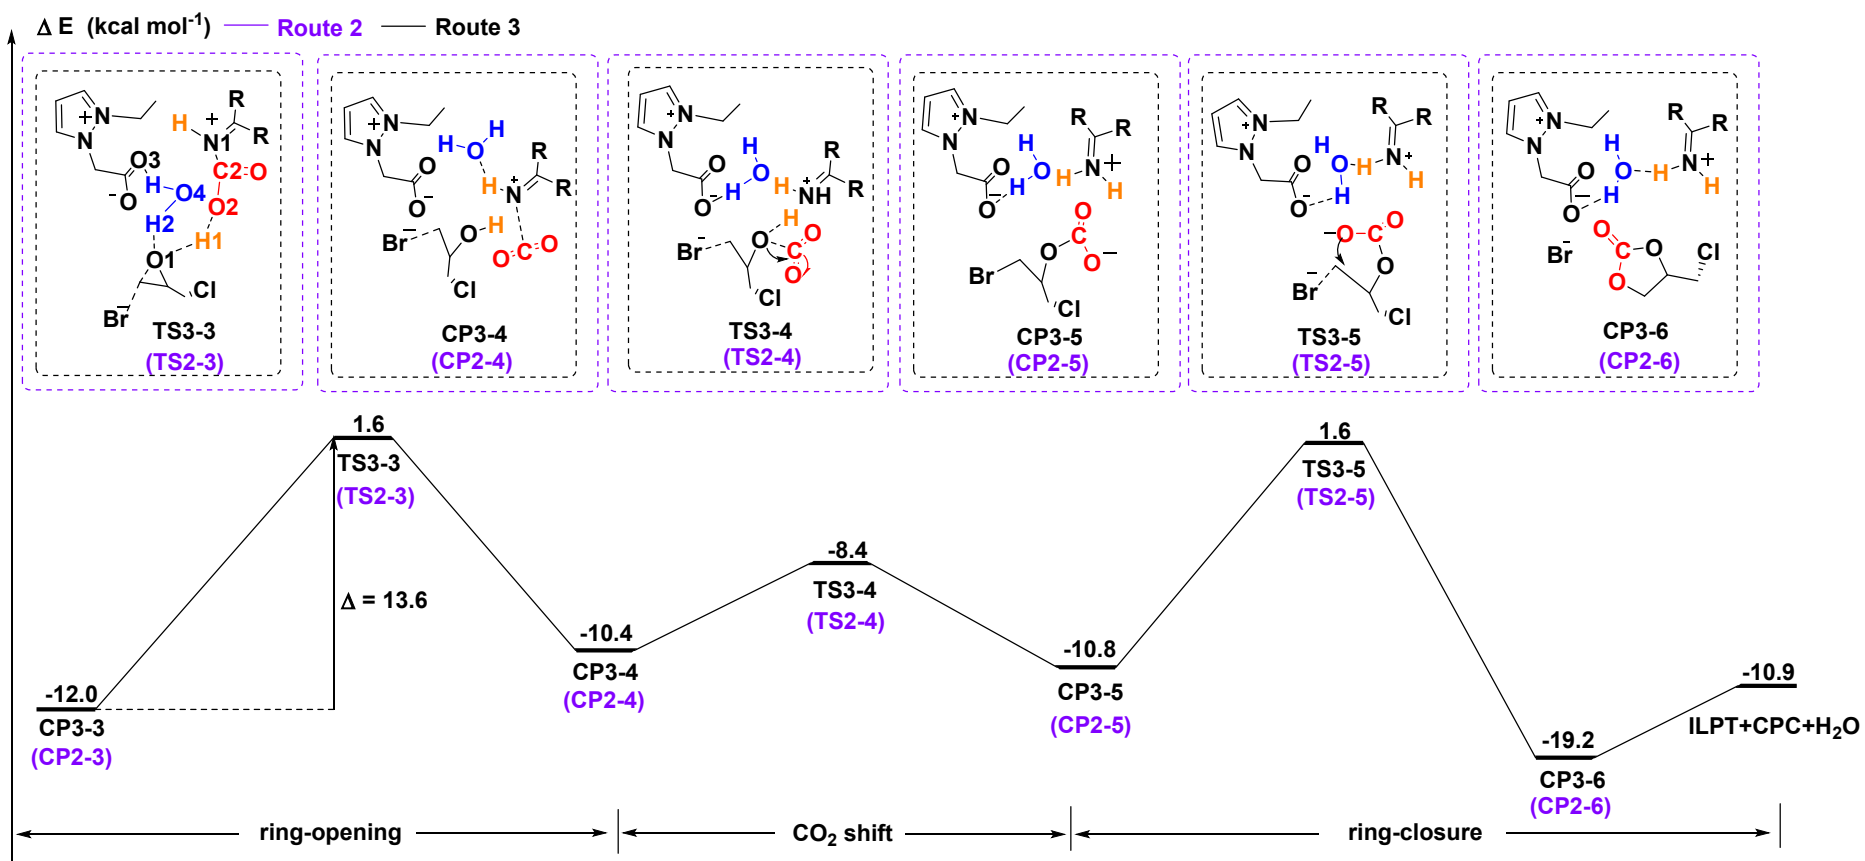 Δ E (kcal mol⁻¹) Route 2 Route 3
N + N O3 O - H N + R R N1 C2 O O2 H O4 H2 H1 O1 Cl Br -
TS3-3
(TS2-3)
N + N O O - H H O H N + R R Br - O H O C O Cl
CP3-4
(CP2-4)
N + N O O - H O H H + NH R R H O O C O Br - Cl
TS3-4
(TS2-4)
N + N O O - H O H H N + H R R O C O - O Br Cl
CP3-5
(CP2-5)
N + N O O - H O H H N + H R R - O C O O - Br Cl
TS3-5
(TS2-5)
N + N O O - H O H H N + H R R Br - O C O O Cl
CP3-6
(CP2-6)
1.6
TS3-3
(TS2-3)
1.6
TS3-5
(TS2-5)
-8.4
TS3-4
(TS2-4)
Δ = 13.6
-10.4
CP3-4
(CP2-4)
-10.8
CP3-5
(CP2-5)
-12.0
CP3-3
(CP2-3)
-10.9
ILPT+CPC+H₂O
-19.2
CP3-6
(CP2-6)
ring-opening
CO₂ shift
ring-closure